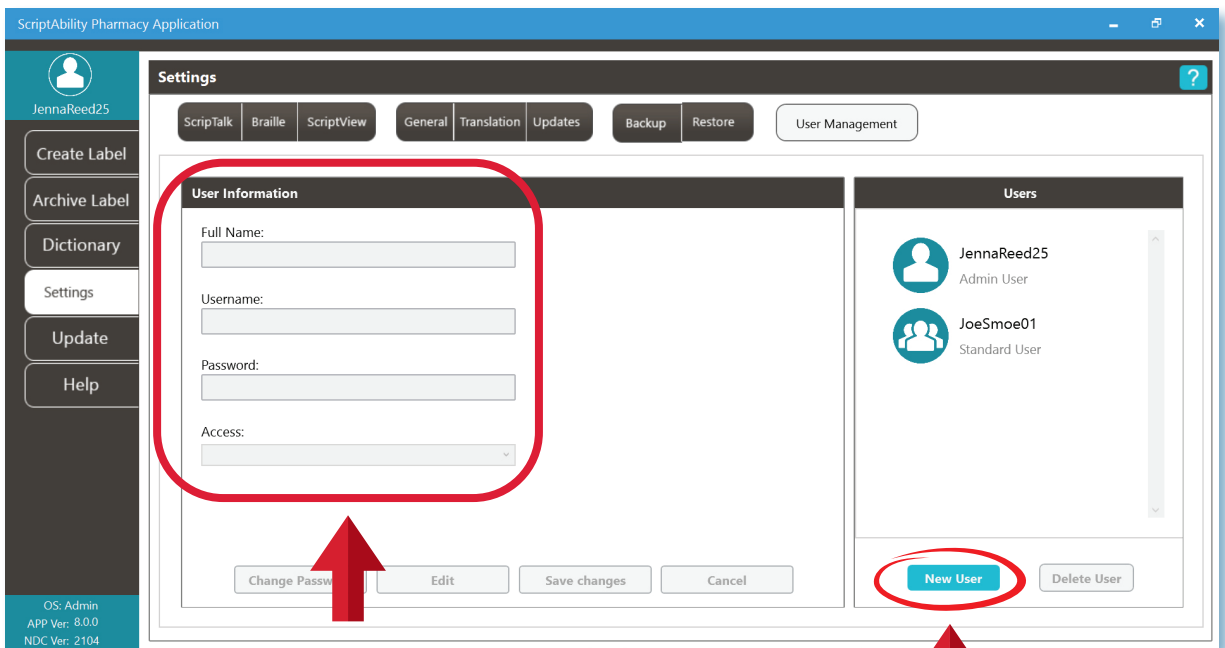 ScriptAbility Pharmacy Application
JennaReed25
Create Label
Archive Label
Dictionary
Settings
Update
Help
OS: Admin
APP Ver: 8.0.0
NDC Ver: 2104
Settings
?
ScripTalk Braille ScriptView General Translation Updates Backup Restore User Management
User Information
Full Name:
Username:
Password:
Access:
Change Edit Save changes Cancel
Users
JennaReed25
Admin User
JoeSmoe01
Standard User
New User Delete User